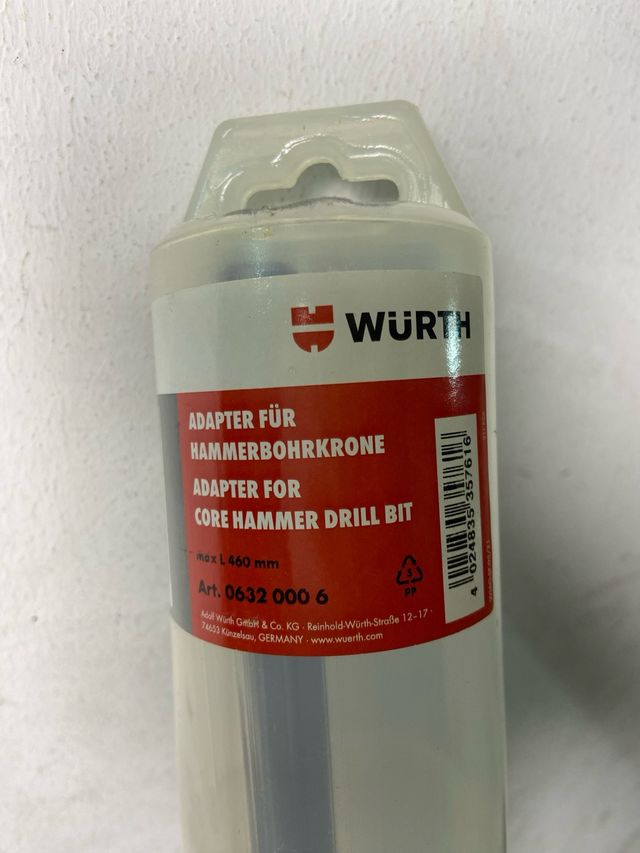 WÜRTH
ADAPTER FÜR
HAMMERBOHRKRONE
ADAPTER FOR
CORE HAMMER DRILL BIT
max L 460 mm
Art. 0632 000 6
5
PP
Adolf Würth GmbH & Co. KG · Reinhold-Würth-Straße 12–17 ·
74653 Künzelsau, GERMANY · www.wuerth.com
4 024835 357616